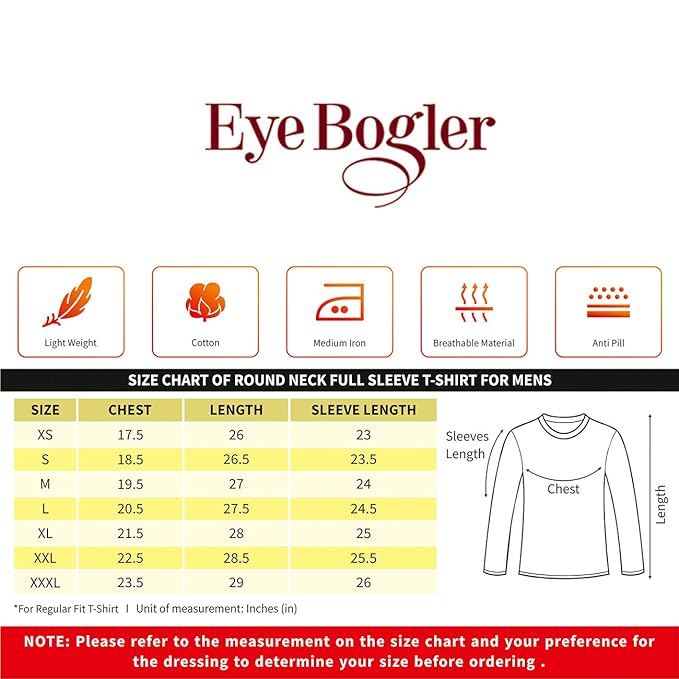 Eye Bogler
Light Weight
Cotton
Medium Iron
Breathable Material
Anti Pill
SIZE CHART OF ROUND NECK FULL SLEEVE T-SHIRT FOR MENS
SIZE CHEST LENGTH SLEEVE LENGTH
XS 17.5 26 23
S 18.5 26.5 23.5
M 19.5 27 24
L 20.5 27.5 24.5
XL 21.5 28 25
XXL 22.5 28.5 25.5
XXXL 23.5 29 26
Sleeves
Length
Chest
Length
*For Regular Fit T-Shirt | Unit of measurement: Inches (in)
NOTE: Please refer to the measurement on the size chart and your preference for
the dressing to determine your size before ordering .